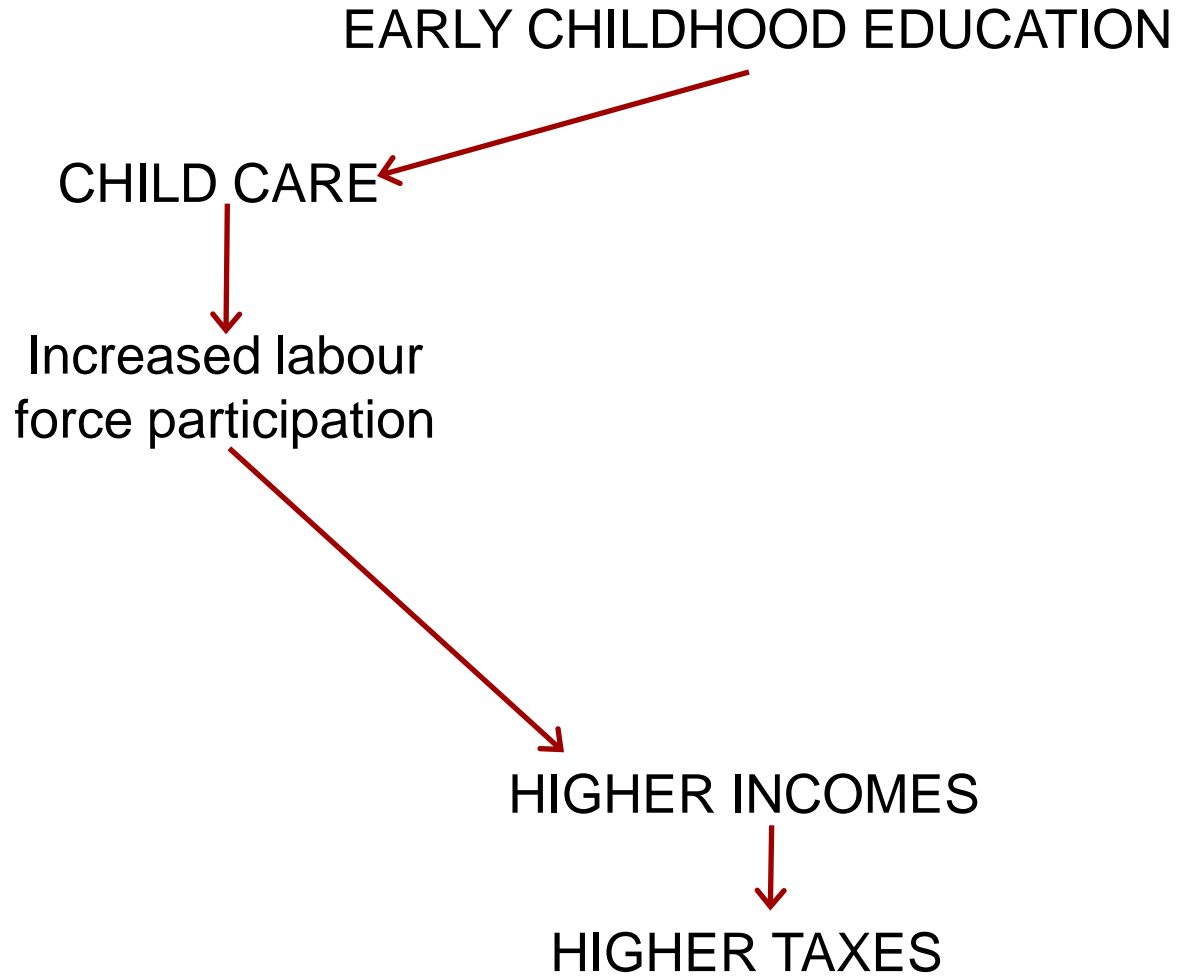 EARLY CHILDHOOD EDUCATION
CHILD CARE
Increased labour
force participation
HIGHER INCOMES
HIGHER TAXES